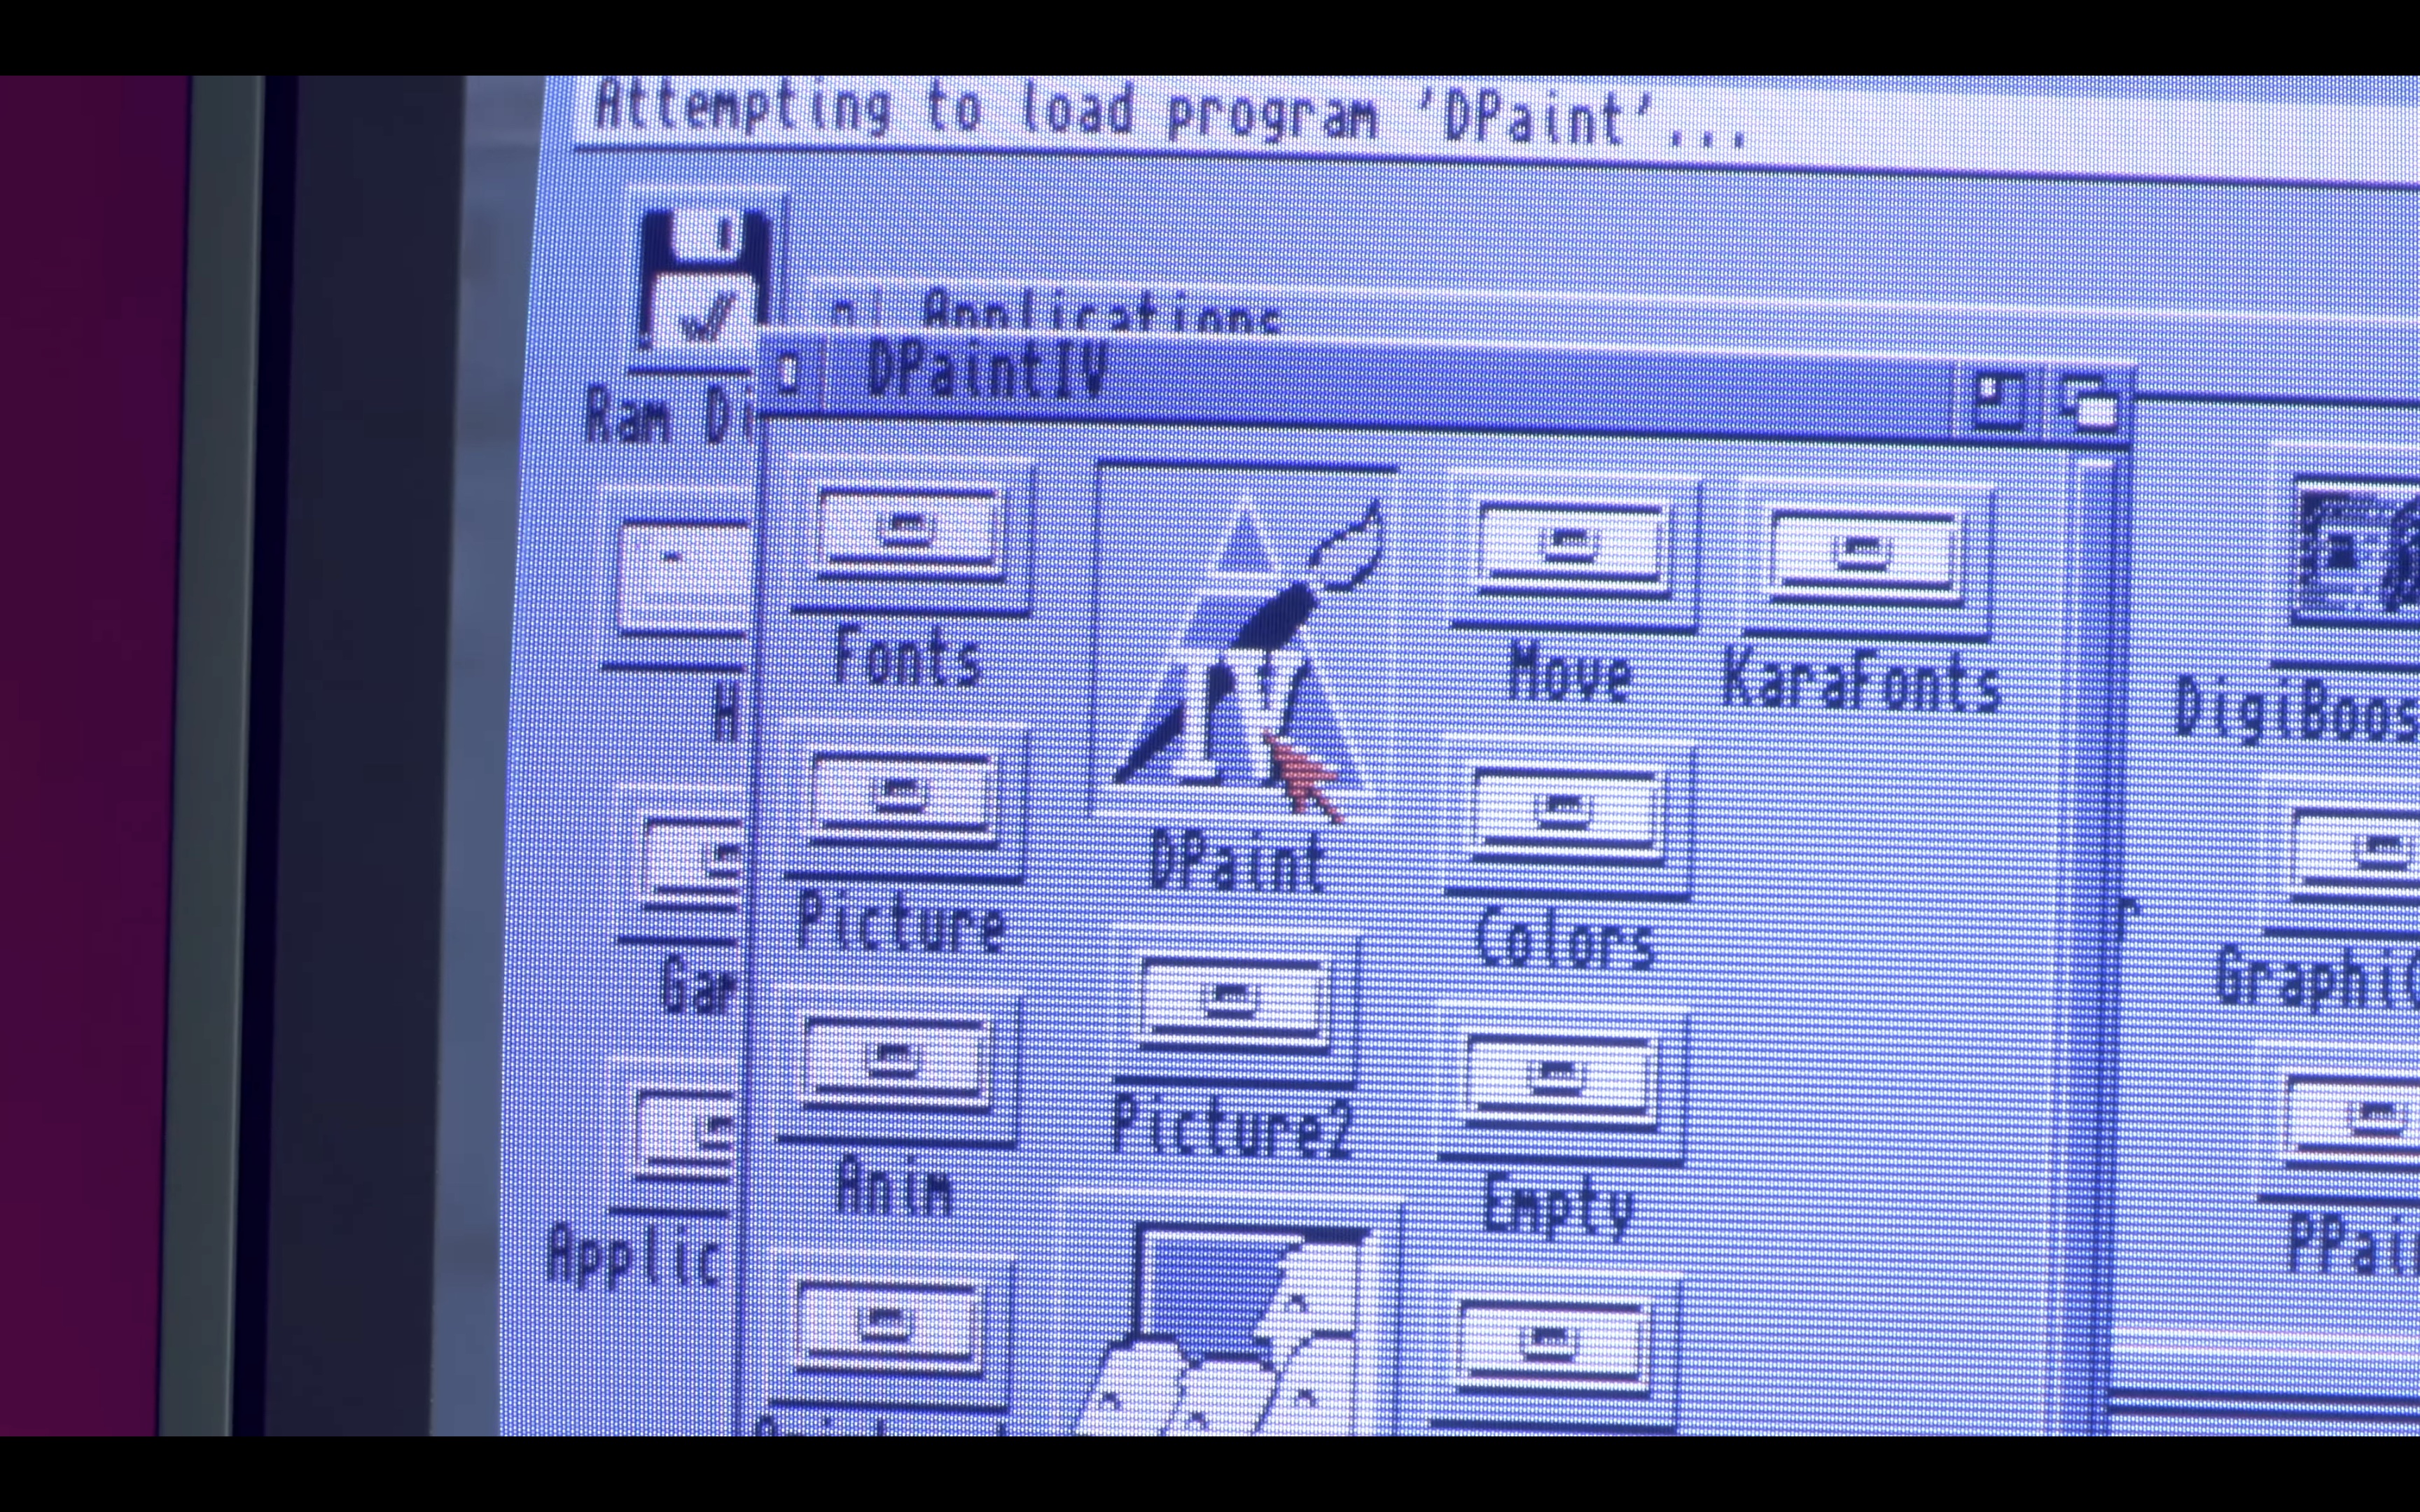 Attempting to load program 'DPaint'...
Applications
DPaintIV
Ram Di
Fonts
Move
KaraFonts
H
DigiBoos
DPaint
Picture
Colors
Gar
GraphiC
Picture2
Anim
Empty
Applic
PPai
IV